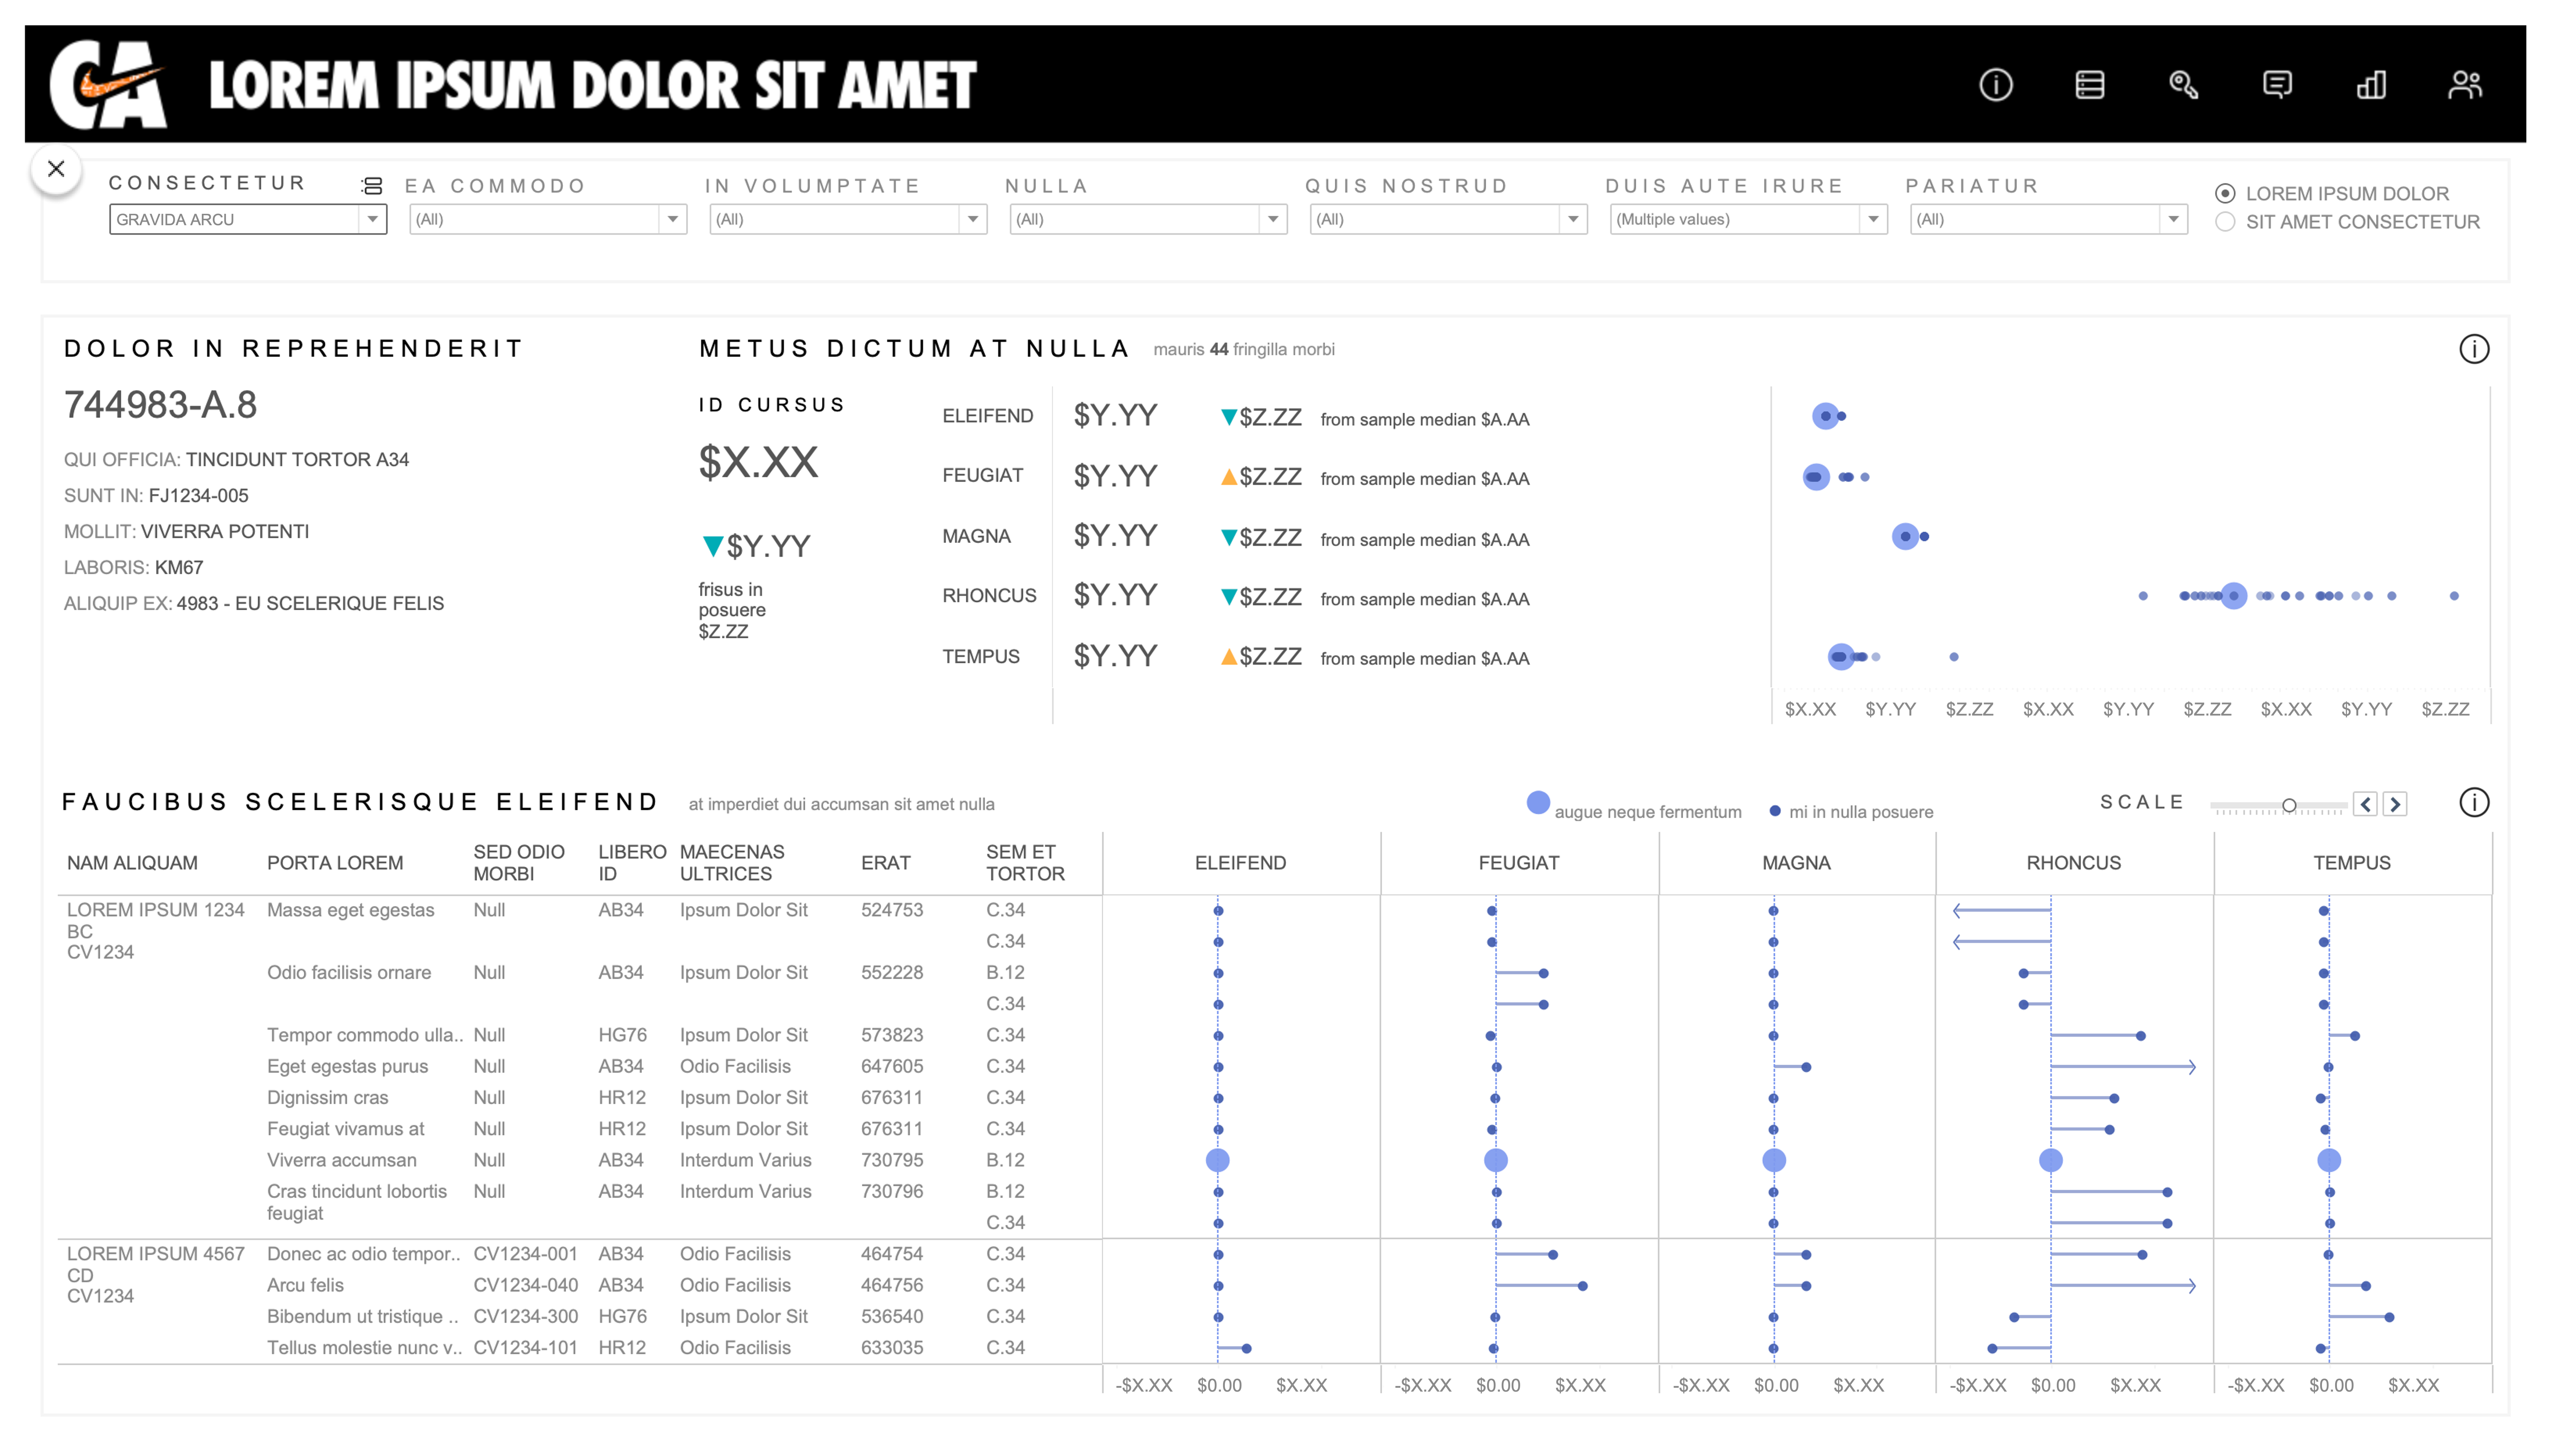 CA LOREM IPSUM DOLOR SIT AMET
CONSECTETUR EA COMMODO IN VOLUMPTATE NULLA QUIS NOSTRUD DUIS AUTE IRURE PARIATUR
GRAVIDA ARCU (All) (All) (All) (All) (Multiple values) (All)
LOREM IPSUM DOLOR
SIT AMET CONSECTETUR
DOLOR IN REPREHENDERIT
744983-A.8
QUI OFFICIA: TINCIDUNT TORTOR A34
SUNT IN: FJ1234-005
MOLLIT: VIVERRA POTENTI
LABORIS: KM67
ALIQUIP EX: 4983 - EU SCELERIQUE FELIS
METUS DICTUM AT NULLA mauris 44 fringilla morbi
ID CURSUS
$X.XX
▼$Y.YY
frisus in
posuere
$Z.ZZ
ELEIFEND $Y.YY ▼$Z.ZZ from sample median $A.AA
FEUGIAT $Y.YY ▲$Z.ZZ from sample median $A.AA
MAGNA $Y.YY ▼$Z.ZZ from sample median $A.AA
RHONCUS $Y.YY ▼$Z.ZZ from sample median $A.AA
TEMPUS $Y.YY ▲$Z.ZZ from sample median $A.AA
$X.XX $Y.YY $Z.ZZ $X.XX $Y.YY $Z.ZZ $X.XX $Y.YY $Z.ZZ
FAUCIBUS SCELERISQUE ELEIFEND at imperdiet dui accumsan sit amet nulla
augue neque fermentum mi in nulla posuere
SCALE
NAM ALIQUAM PORTA LOREM SED ODIO MORBI LIBERO ID MAECENAS ULTRICES ERAT SEM ET TORTOR ELEIFEND FEUGIAT MAGNA RHONCUS TEMPUS
LOREM IPSUM 1234 BC CV1234 Massa eget egestas Null AB34 Ipsum Dolor Sit 524753 C.34
C.34
Odio facilisis ornare Null AB34 Ipsum Dolor Sit 552228 B.12
C.34
Tempor commodo ulla.. Null HG76 Ipsum Dolor Sit 573823 C.34
Eget egestas purus Null AB34 Odio Facilisis 647605 C.34
Dignissim cras Null HR12 Ipsum Dolor Sit 676311 C.34
Feugiat vivamus at Null HR12 Ipsum Dolor Sit 676311 C.34
Viverra accumsan Null AB34 Interdum Varius 730795 B.12
Cras tincidunt lobortis feugiat Null AB34 Interdum Varius 730796 B.12
C.34
LOREM IPSUM 4567 CD CV1234 Donec ac odio tempor.. CV1234-001 AB34 Odio Facilisis 464754 C.34
Arcu felis CV1234-040 AB34 Odio Facilisis 464756 C.34
Bibendum ut tristique .. CV1234-300 HG76 Ipsum Dolor Sit 536540 C.34
Tellus molestie nunc v.. CV1234-101 HR12 Odio Facilisis 633035 C.34
-$X.XX $0.00 $X.XX -$X.XX $0.00 $X.XX -$X.XX $0.00 $X.XX -$X.XX $0.00 $X.XX -$X.XX $0.00 $X.XX